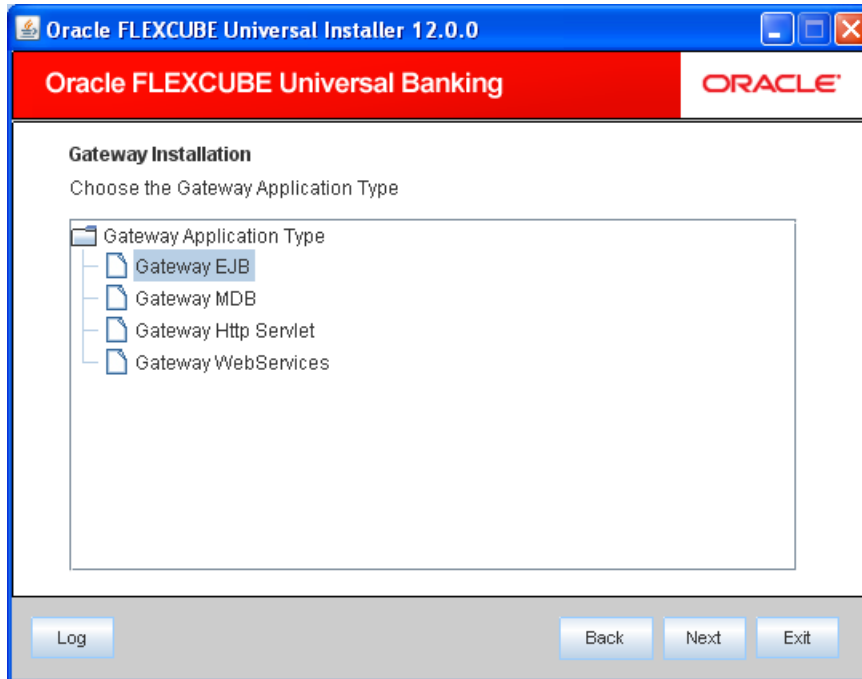 Oracle FLEXCUBE Universal Installer 12.0.0
Oracle FLEXCUBE Universal Banking
ORACLE
Gateway Installation
Choose the Gateway Application Type
Gateway Application Type
Gateway EJB
Gateway MDB
Gateway Http Servlet
Gateway WebServices
Log
Back
Next
Exit